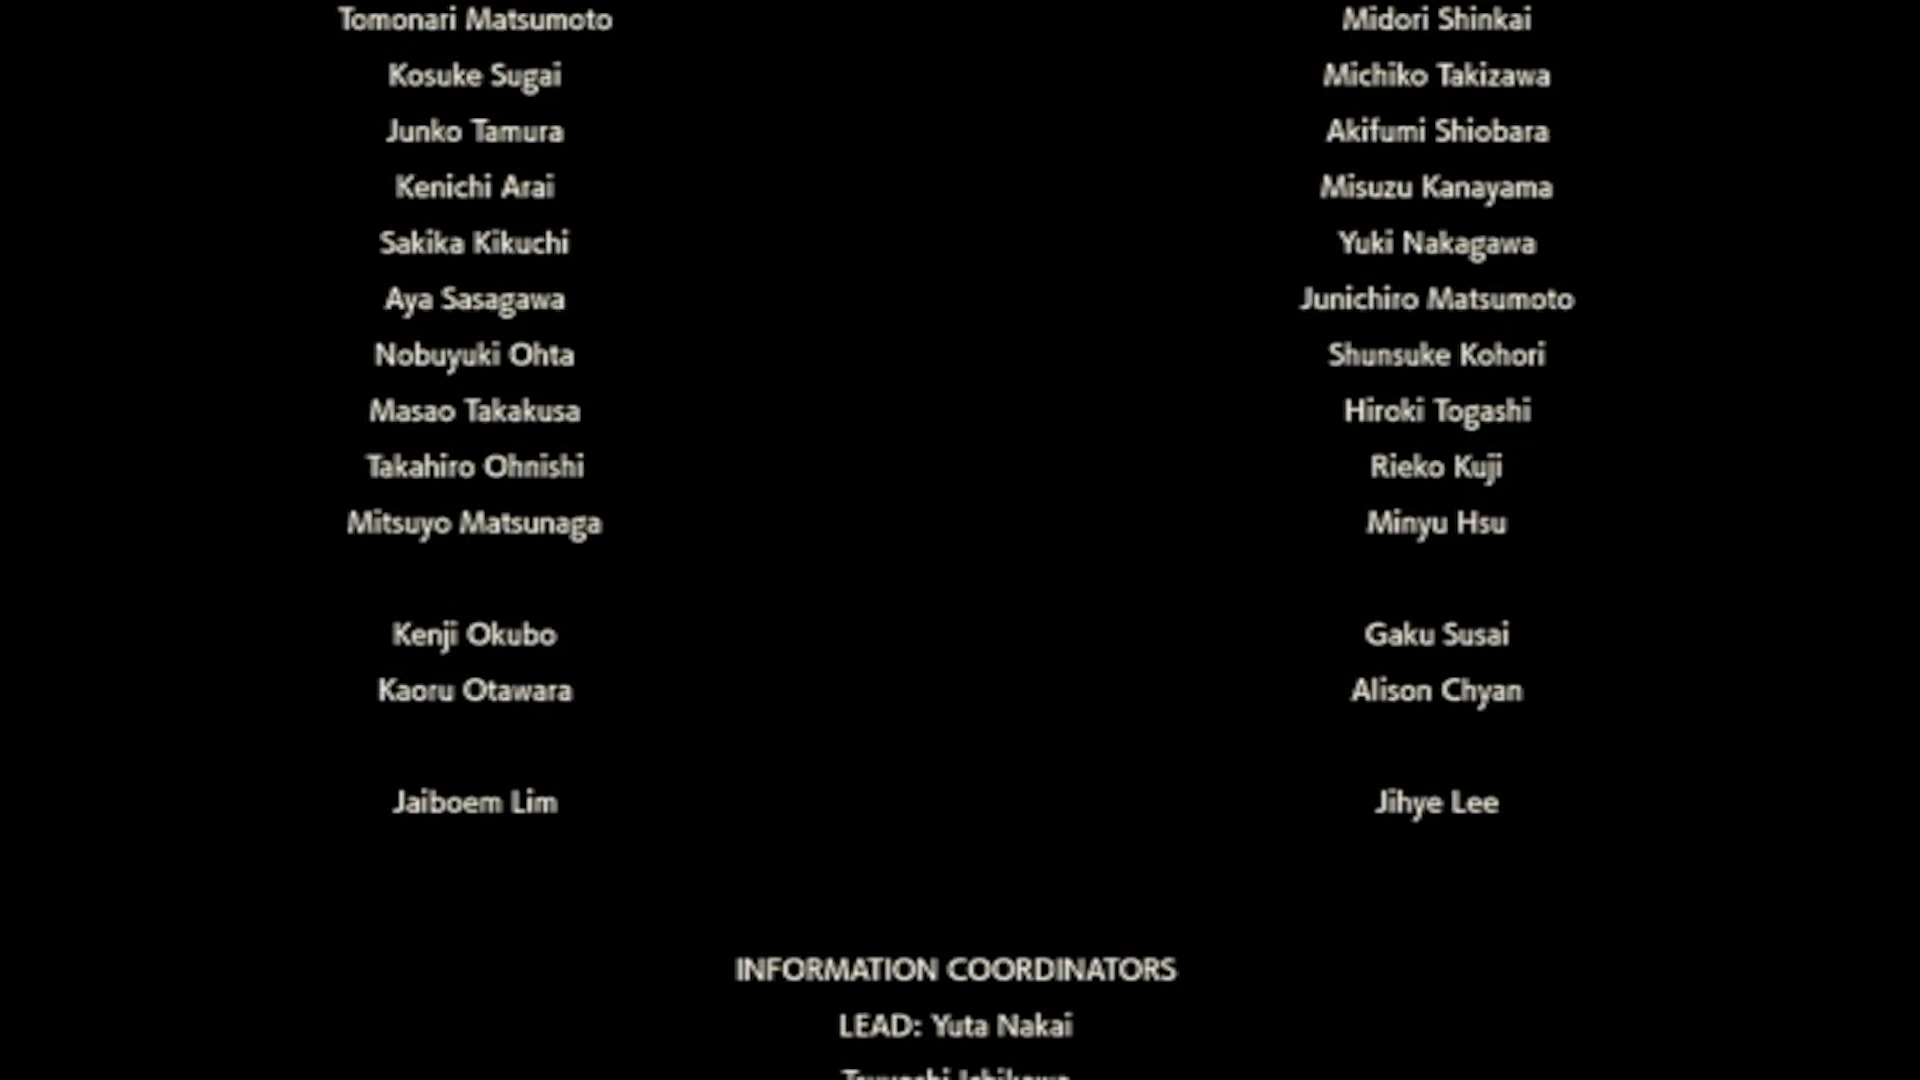 Tomonari Matsumoto Midori Shinkai
Kosuke Sugai Michiko Takizawa
Junko Tamura Akifumi Shiobara
Kenichi Arai Misuzu Kanayama
Sakika Kikuchi Yuki Nakagawa
Aya Sasagawa Junichiro Matsumoto
Nobuyuki Ohta Shunsuke Kohori
Masao Takakusa Hiroki Togashi
Takahiro Ohnishi Rieko Kuji
Mitsuyo Matsunaga Minyu Hsu
Kenji Okubo Gaku Susai
Kaoru Otawara Alison Chyan
Jaiboem Lim Jihye Lee
INFORMATION COORDINATORS
LEAD: Yuta Nakai